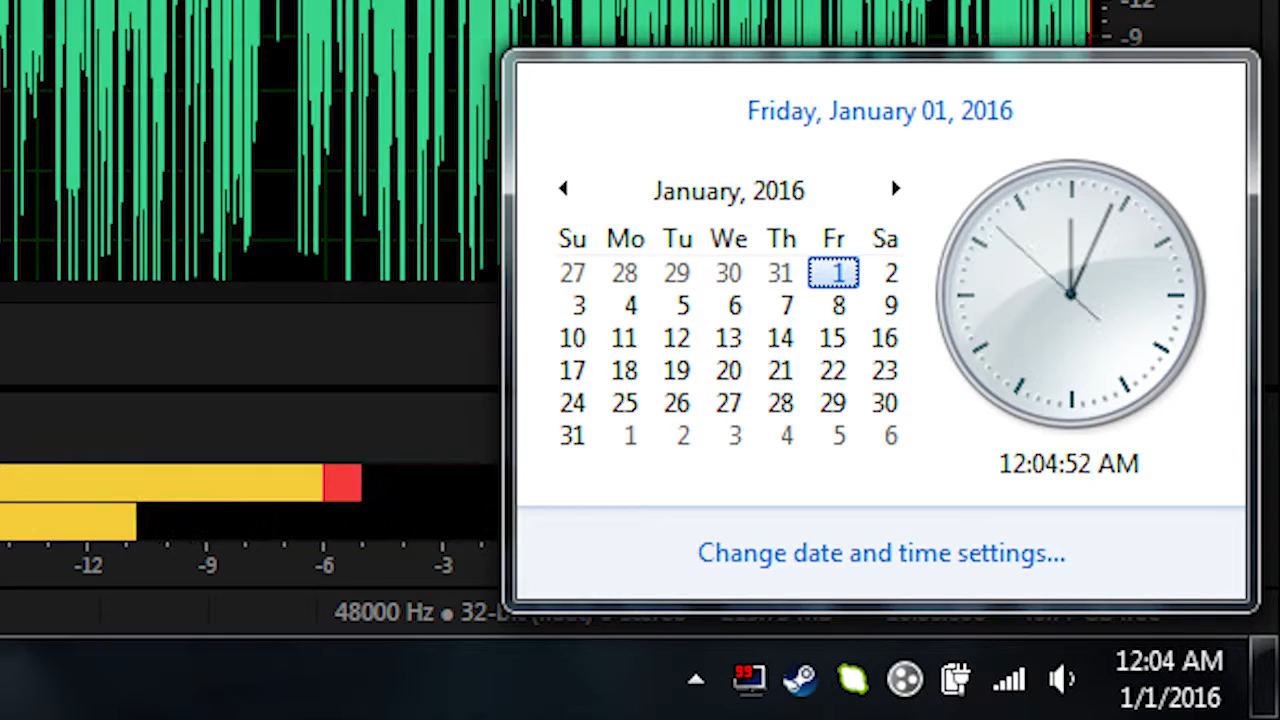 -12
-9
Friday, January 01, 2016
January, 2016
Su Mo Tu We Th Fr Sa
27 28 29 30 31 1 2
3 4 5 6 7 8 9
10 11 12 13 14 15 16
17 18 19 20 21 22 23
24 25 26 27 28 29 30
31 1 2 3 4 5 6
12:04:52 AM
Change date and time settings...
-12 -9 -6 -3
48000 Hz ● 32-
99
12:04 AM
1/1/2016